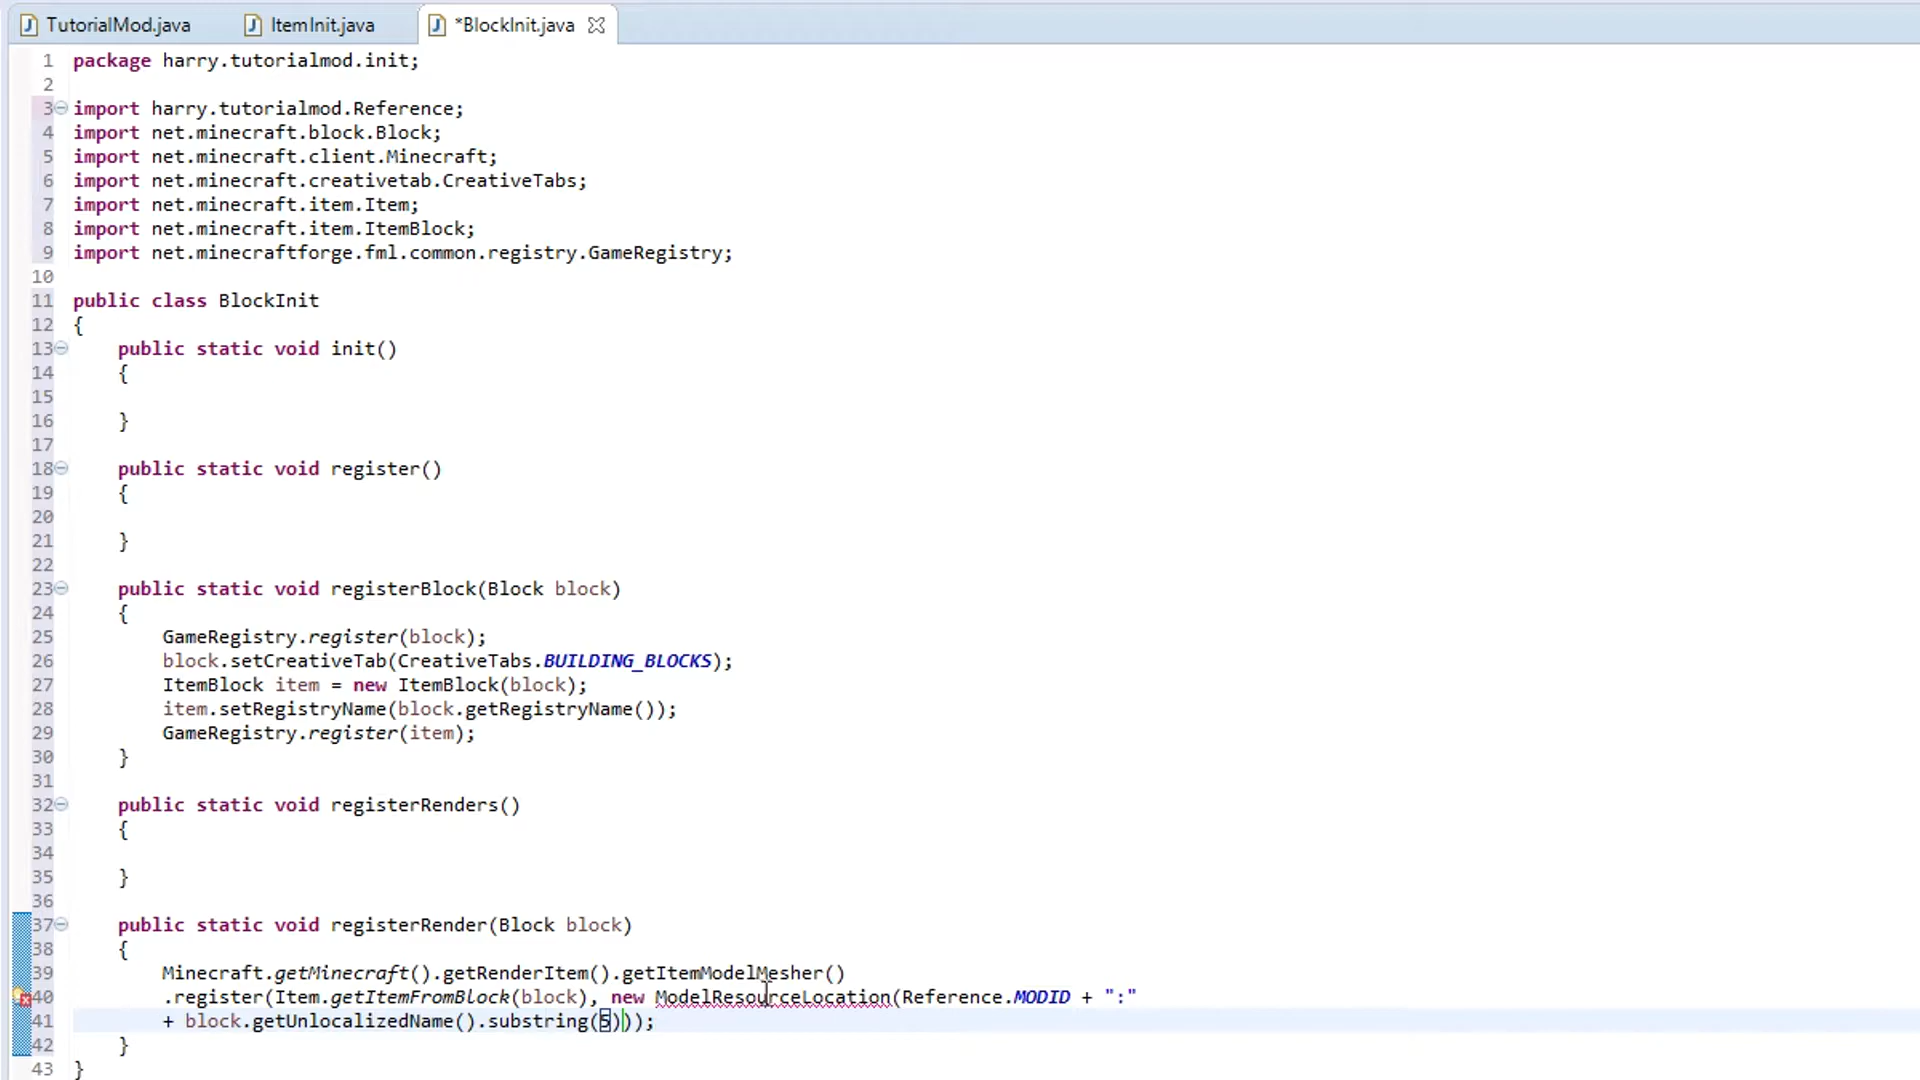 TutorialMod.java ItemInit.java *BlockInit.java
1 package harry.tutorialmod.init;
2
3 import harry.tutorialmod.Reference;
4 import net.minecraft.block.Block;
5 import net.minecraft.client.Minecraft;
6 import net.minecraft.creativetab.CreativeTabs;
7 import net.minecraft.item.Item;
8 import net.minecraft.item.ItemBlock;
9 import net.minecraftforge.fml.common.registry.GameRegistry;
10
11 public class BlockInit
12 {
13 public static void init()
14 {
15
16 }
17
18 public static void register()
19 {
20
21 }
22
23 public static void registerBlock(Block block)
24 {
25 GameRegistry.register(block);
26 block.setCreativeTab(CreativeTabs.BUILDING_BLOCKS);
27 ItemBlock item = new ItemBlock(block);
28 item.setRegistryName(block.getRegistryName());
29 GameRegistry.register(item);
30 }
31
32 public static void registerRenders()
33 {
34
35 }
36
37 public static void registerRender(Block block)
38 {
39 Minecraft.getMinecraft().getRenderItem().getItemModelMesher()
40 .register(Item.getItemFromBlock(block), new ModelResourceLocation(Reference.MODID + ":"
41 + block.getUnlocalizedName().substring(5)));
42 }
43 }